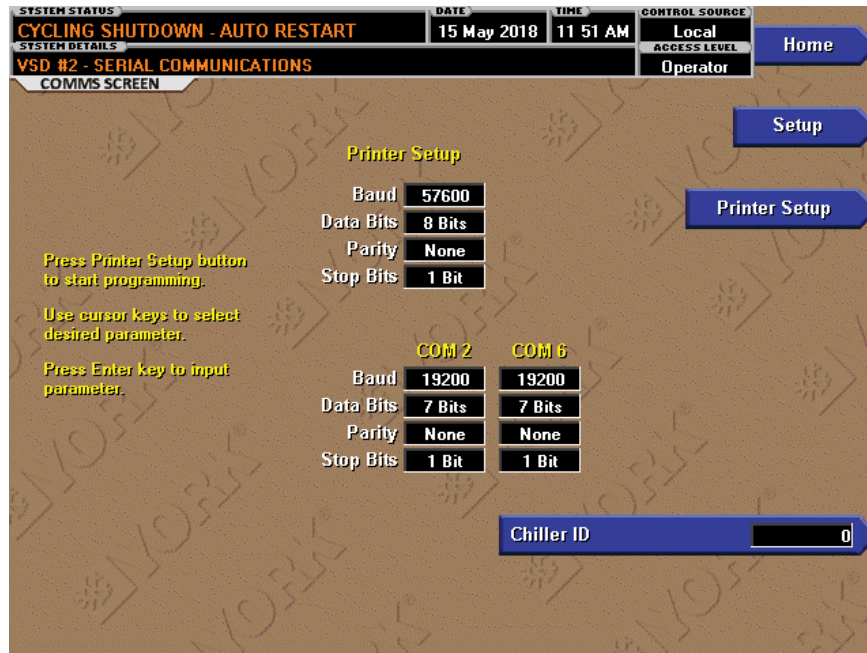 SYSTEM STATUS
CYCLING SHUTDOWN - AUTO RESTART
DATE
15 May 2018
TIME
11 51 AM
CONTROL SOURCE
Local
SYSTEM DETAILS
VSD #2 - SERIAL COMMUNICATIONS
ACCESS LEVEL
Operator
Home
COMMS SCREEN
Setup
Printer Setup
Printer Setup
Baud 57600
Data Bits 8 Bits
Parity None
Stop Bits 1 Bit
Press Printer Setup button
to start programming.
Use cursor keys to select
desired parameter.
Press Enter key to input
parameter.
COM 2 COM 6
Baud 19200 19200
Data Bits 7 Bits 7 Bits
Parity None None
Stop Bits 1 Bit 1 Bit
Chiller ID 0
YORK®